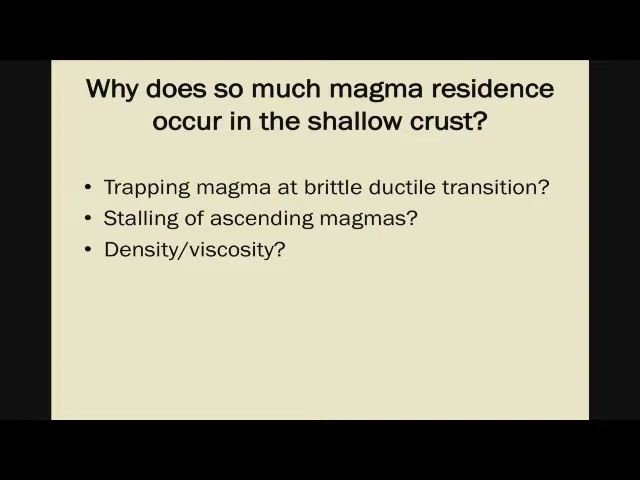 Why does so much magma residence
occur in the shallow crust?
• Trapping magma at brittle ductile transition?
• Stalling of ascending magmas?
• Density/viscosity?